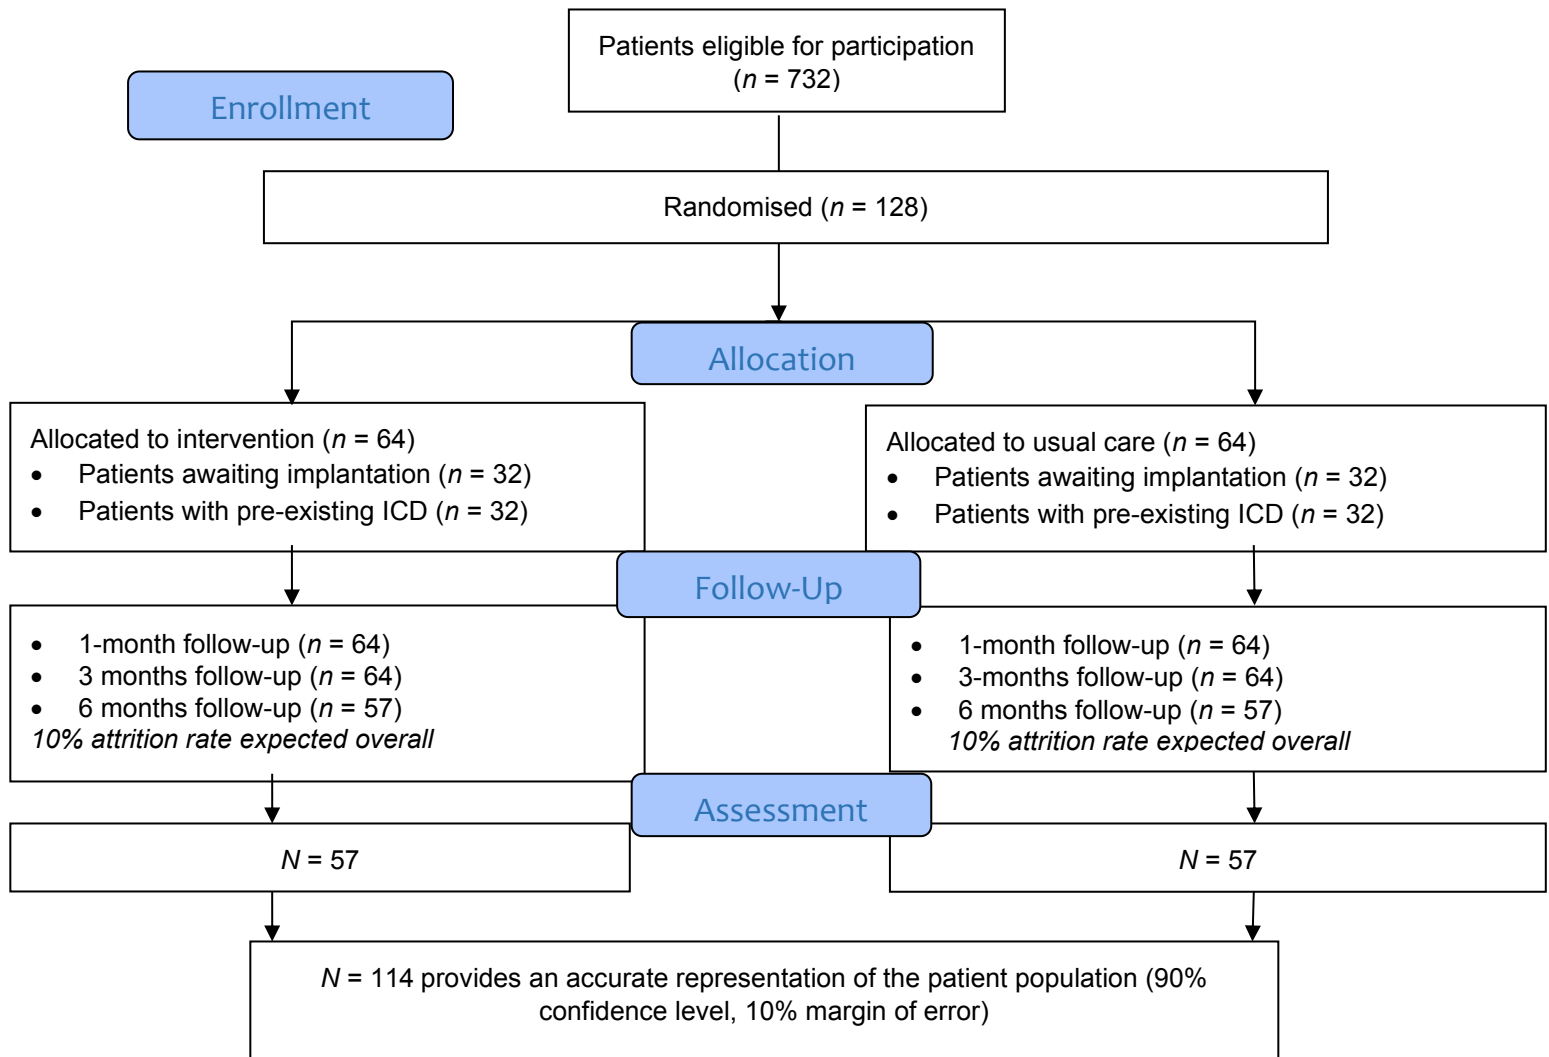 Patients eligible for participation
(n = 732)
Enrollment
Randomised (n = 128)
Allocation
Allocated to intervention (n = 64)
• Patients awaiting implantation (n = 32)
• Patients with pre-existing ICD (n = 32)
Allocated to usual care (n = 64)
• Patients awaiting implantation (n = 32)
• Patients with pre-existing ICD (n = 32)
Follow-Up
• 1-month follow-up (n = 64)
• 3 months follow-up (n = 64)
• 6 months follow-up (n = 57)
10% attrition rate expected overall
• 1-month follow-up (n = 64)
• 3-months follow-up (n = 64)
• 6 months follow-up (n = 57)
10% attrition rate expected overall
Assessment
N = 57
N = 57
N = 114 provides an accurate representation of the patient population (90%
confidence level, 10% margin of error)